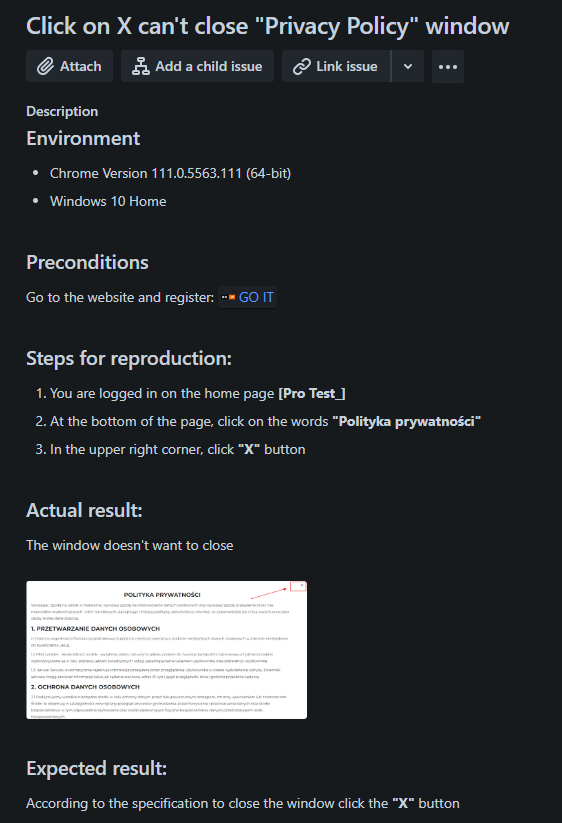 Click on X can't close "Privacy Policy" window
Attach
Add a child issue
Link issue
Description
Environment
• Chrome Version 111.0.5563.111 (64-bit)
• Windows 10 Home
Preconditions
Go to the website and register: GO IT
Steps for reproduction:
1. You are logged in on the home page [Pro Test_]
2. At the bottom of the page, click on the words "Polityka prywatności"
3. In the upper right corner, click "X" button
Actual result:
The window doesn't want to close
POLITYKA PRYWATNOŚCI
1. PRZETWARZANIE DANYCH OSOBOWYCH
2. OCHRONA DANYCH OSOBOWYCH
Expected result:
According to the specification to close the window click the "X" button